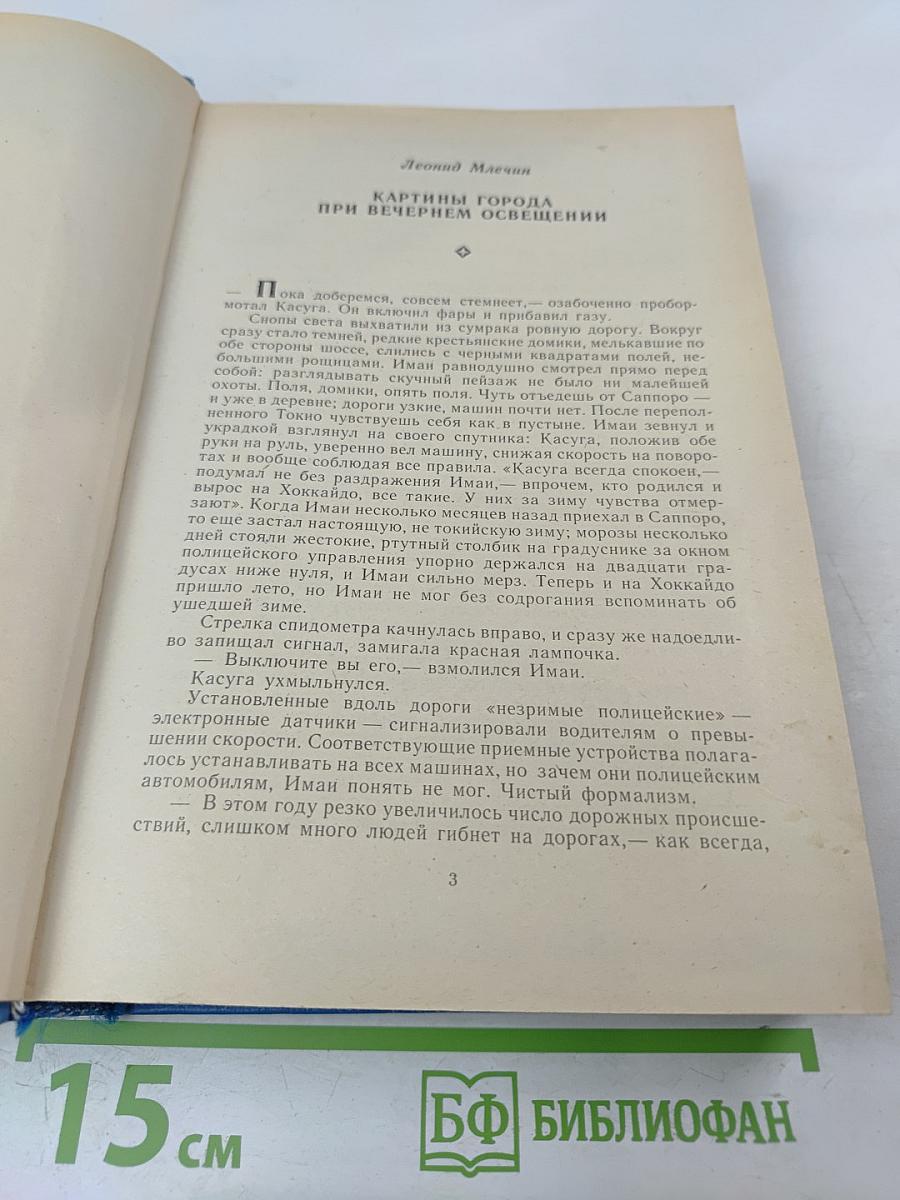 Леонид Млечин
КАРТИНЫ ГОРОДА
ПРИ ВЕЧЕРНЕМ ОСВЕЩЕНИИ
— Пока доберемся, совсем стемнеет,— озабоченно пробор-
мотал Касуга. Он включил фары и прибавил газу.
Снопы света выхватили из сумрака ровную дорогу. Вокруг
сразу стало темней, редкие крестьянские домики, мелькавшие по
обе стороны шоссе, слились с черными квадратами полей, не-
большими рощицами. Имаи равнодушно смотрел прямо перед
собой: разглядывать скучный пейзаж не было ни малейшей
охоты. Поля, домики, опять поля. Чуть отъедешь от Саппоро —
и уже в деревне; дороги узкие, машин почти нет. После перепол-
ненного Токио чувствуешь себя как в пустыне. Имаи зевнул и
украдкой взглянул на своего спутника: Касуга, положив обе
руки на руль, уверенно вел машину, снижая скорость на поворо-
тах и вообще соблюдая все правила. «Касуга всегда спокоен,—
подумал не без раздражения Имаи,— впрочем, кто родился и
вырос на Хоккайдо, все такие. У них за зиму чувства отмер-
зают». Когда Имаи несколько месяцев назад приехал в Саппоро,
то еще застал настоящую, не токийскую зиму; морозы несколько
дней стояли жестокие, ртутный столбик на градуснике за окном
полицейского управления упорно держался на двадцати гра-
дусах ниже нуля, и Имаи сильно мерз. Теперь и на Хоккайдо
пришло лето, но Имаи не мог без содрогания вспоминать об
ушедшей зиме.
Стрелка спидометра качнулась вправо, и сразу же надоедли-
во запищал сигнал, замигала красная лампочка.
— Выключите вы его,— взмолился Имаи.
Касуга ухмыльнулся.
Установленные вдоль дороги «незримые полицейские» —
электронные датчики — сигнализировали водителям о превы-
шении скорости. Соответствующие приемные устройства полага-
лось устанавливать на всех машинах, но зачем они полицейским
автомобилям, Имаи понять не мог. Чистый формализм.
— В этом году резко увеличилось число дорожных происше-
ствий, слишком много людей гибнет на дорогах,— как всегда,
3
15 см
БФ БИБЛИОФАН